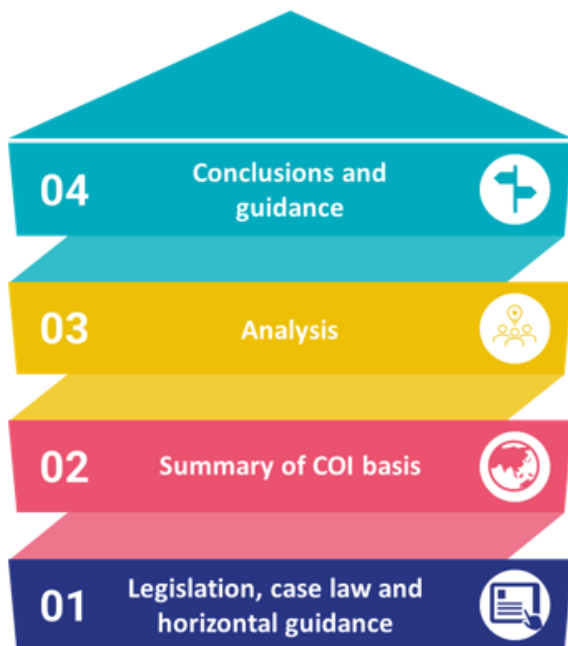 04
Conclusions and
guidance
03
Analysis
02
Summary of COI basis
01
Legislation, case law and
horizontal guidance